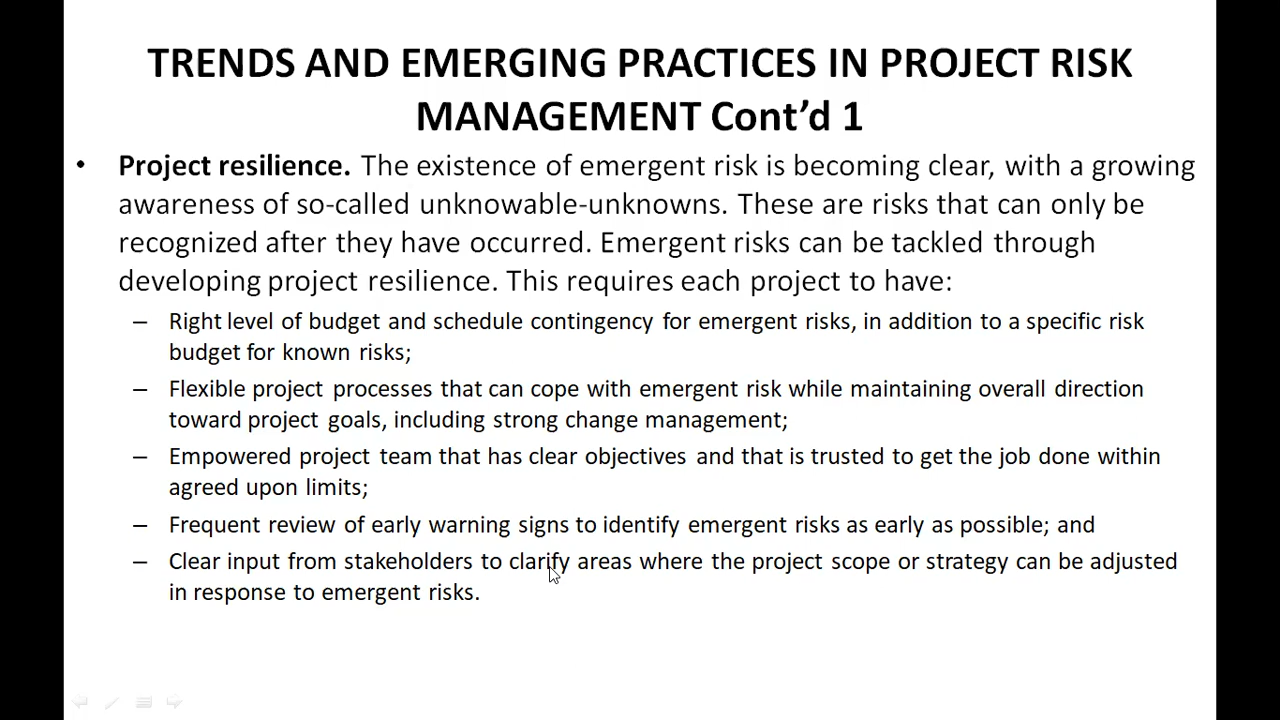 TRENDS AND EMERGING PRACTICES IN PROJECT RISK
MANAGEMENT Cont’d 1
• Project resilience. The existence of emergent risk is becoming clear, with a growing
awareness of so-called unknowable-unknowns. These are risks that can only be
recognized after they have occurred. Emergent risks can be tackled through
developing project resilience. This requires each project to have:
– Right level of budget and schedule contingency for emergent risks, in addition to a specific risk
budget for known risks;
– Flexible project processes that can cope with emergent risk while maintaining overall direction
toward project goals, including strong change management;
– Empowered project team that has clear objectives and that is trusted to get the job done within
agreed upon limits;
– Frequent review of early warning signs to identify emergent risks as early as possible; and
– Clear input from stakeholders to clarify areas where the project scope or strategy can be adjusted
in response to emergent risks.